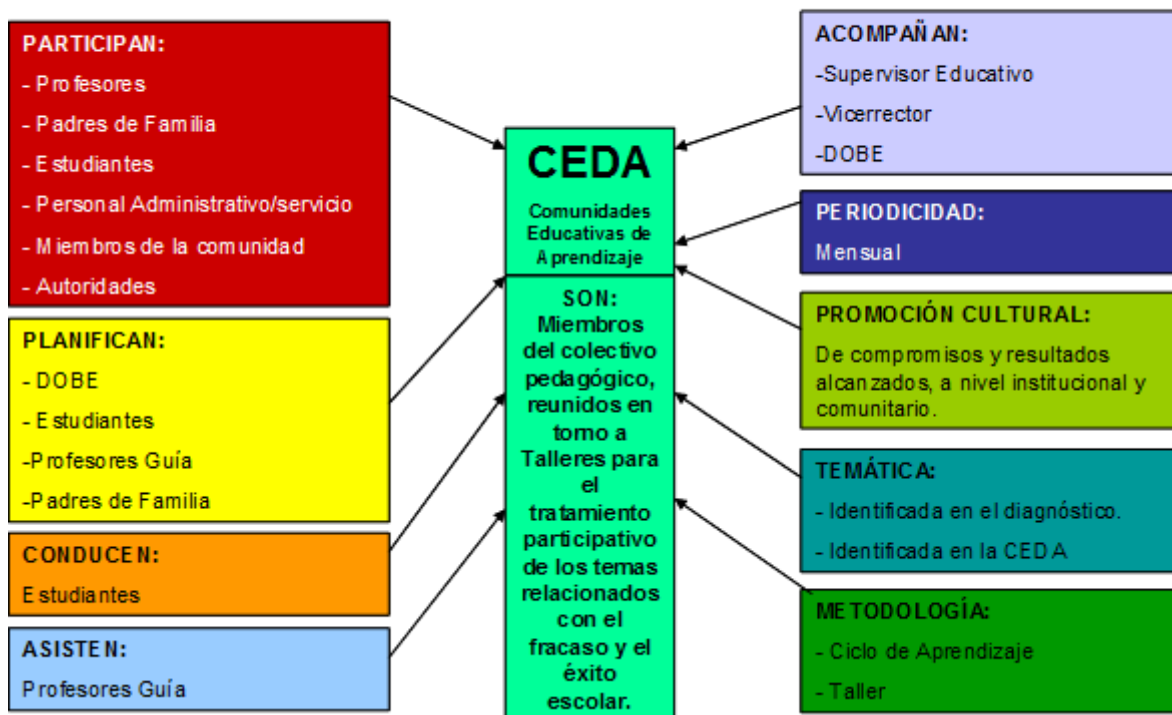 PARTICIPAN:
- Profesores
- Padres de Familia
- Estudiantes
- Personal Administrativo/servicio
- Miembros de la comunidad
- Autoridades
PLANIFICAN:
- DOBE
- Estudiantes
-Profesores Guía
-Padres de Familia
CONDUCEN:
Estudiantes
ASISTEN:
Profesores Guía
CEDA
Comunidades
Educativas de
Aprendizaje
SON:
Miembros
del colectivo
pedagógico,
reunidos en
torno a
Talleres para
el
tratamiento
participativo
de los temas
relacionados
con el
fracaso y el
éxito
escolar.
ACOMPAÑAN:
-Supervisor Educativo
-Vicerrector
-DOBE
PERIODICIDAD:
Mensual
PROMOCIÓN CULTURAL:
De compromisos y resultados
alcanzados, a nivel institucional y
comunitario.
TEMÁTICA:
- Identificada en el diagnóstico.
- Identificada en la CEDA
METODOLOGÍA:
- Ciclo de Aprendizaje
- Taller